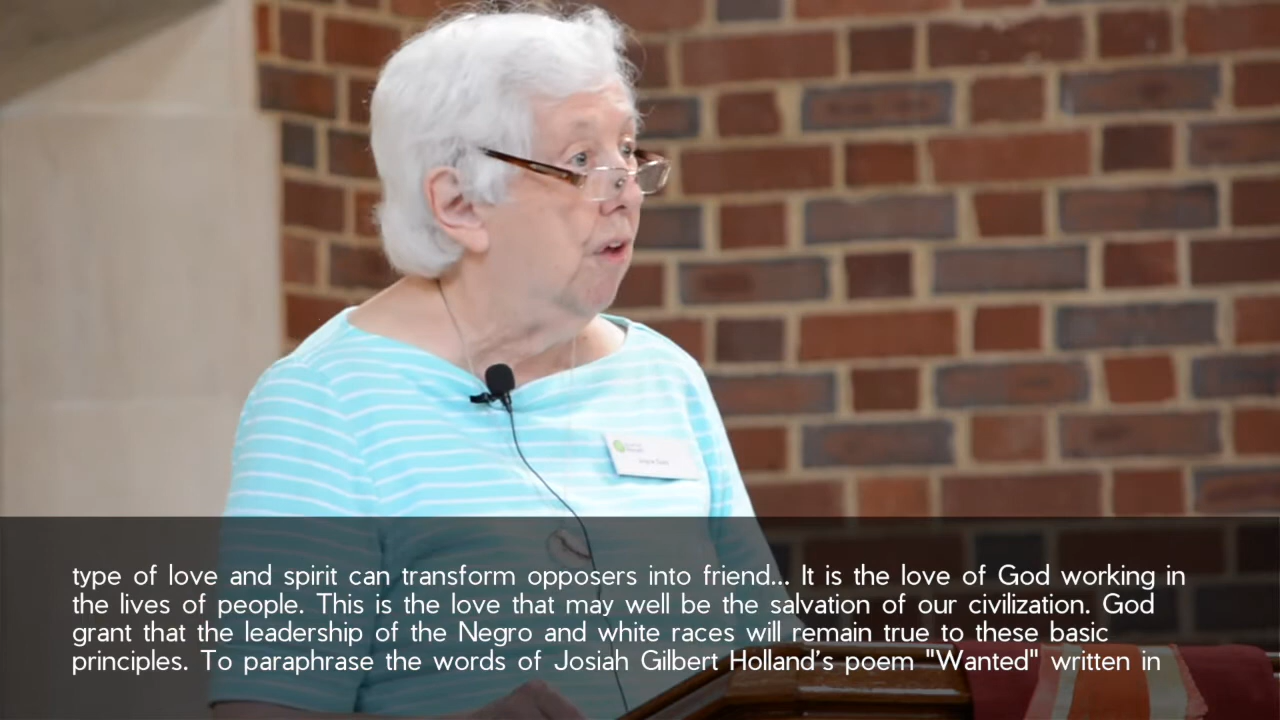 type of love and spirit can transform opposers into friend... It is the love of God working in
the lives of people. This is the love that may well be the salvation of our civilization. God
grant that the leadership of the Negro and white races will remain true to these basic
principles. To paraphrase the words of Josiah Gilbert Holland’s poem "Wanted" written in